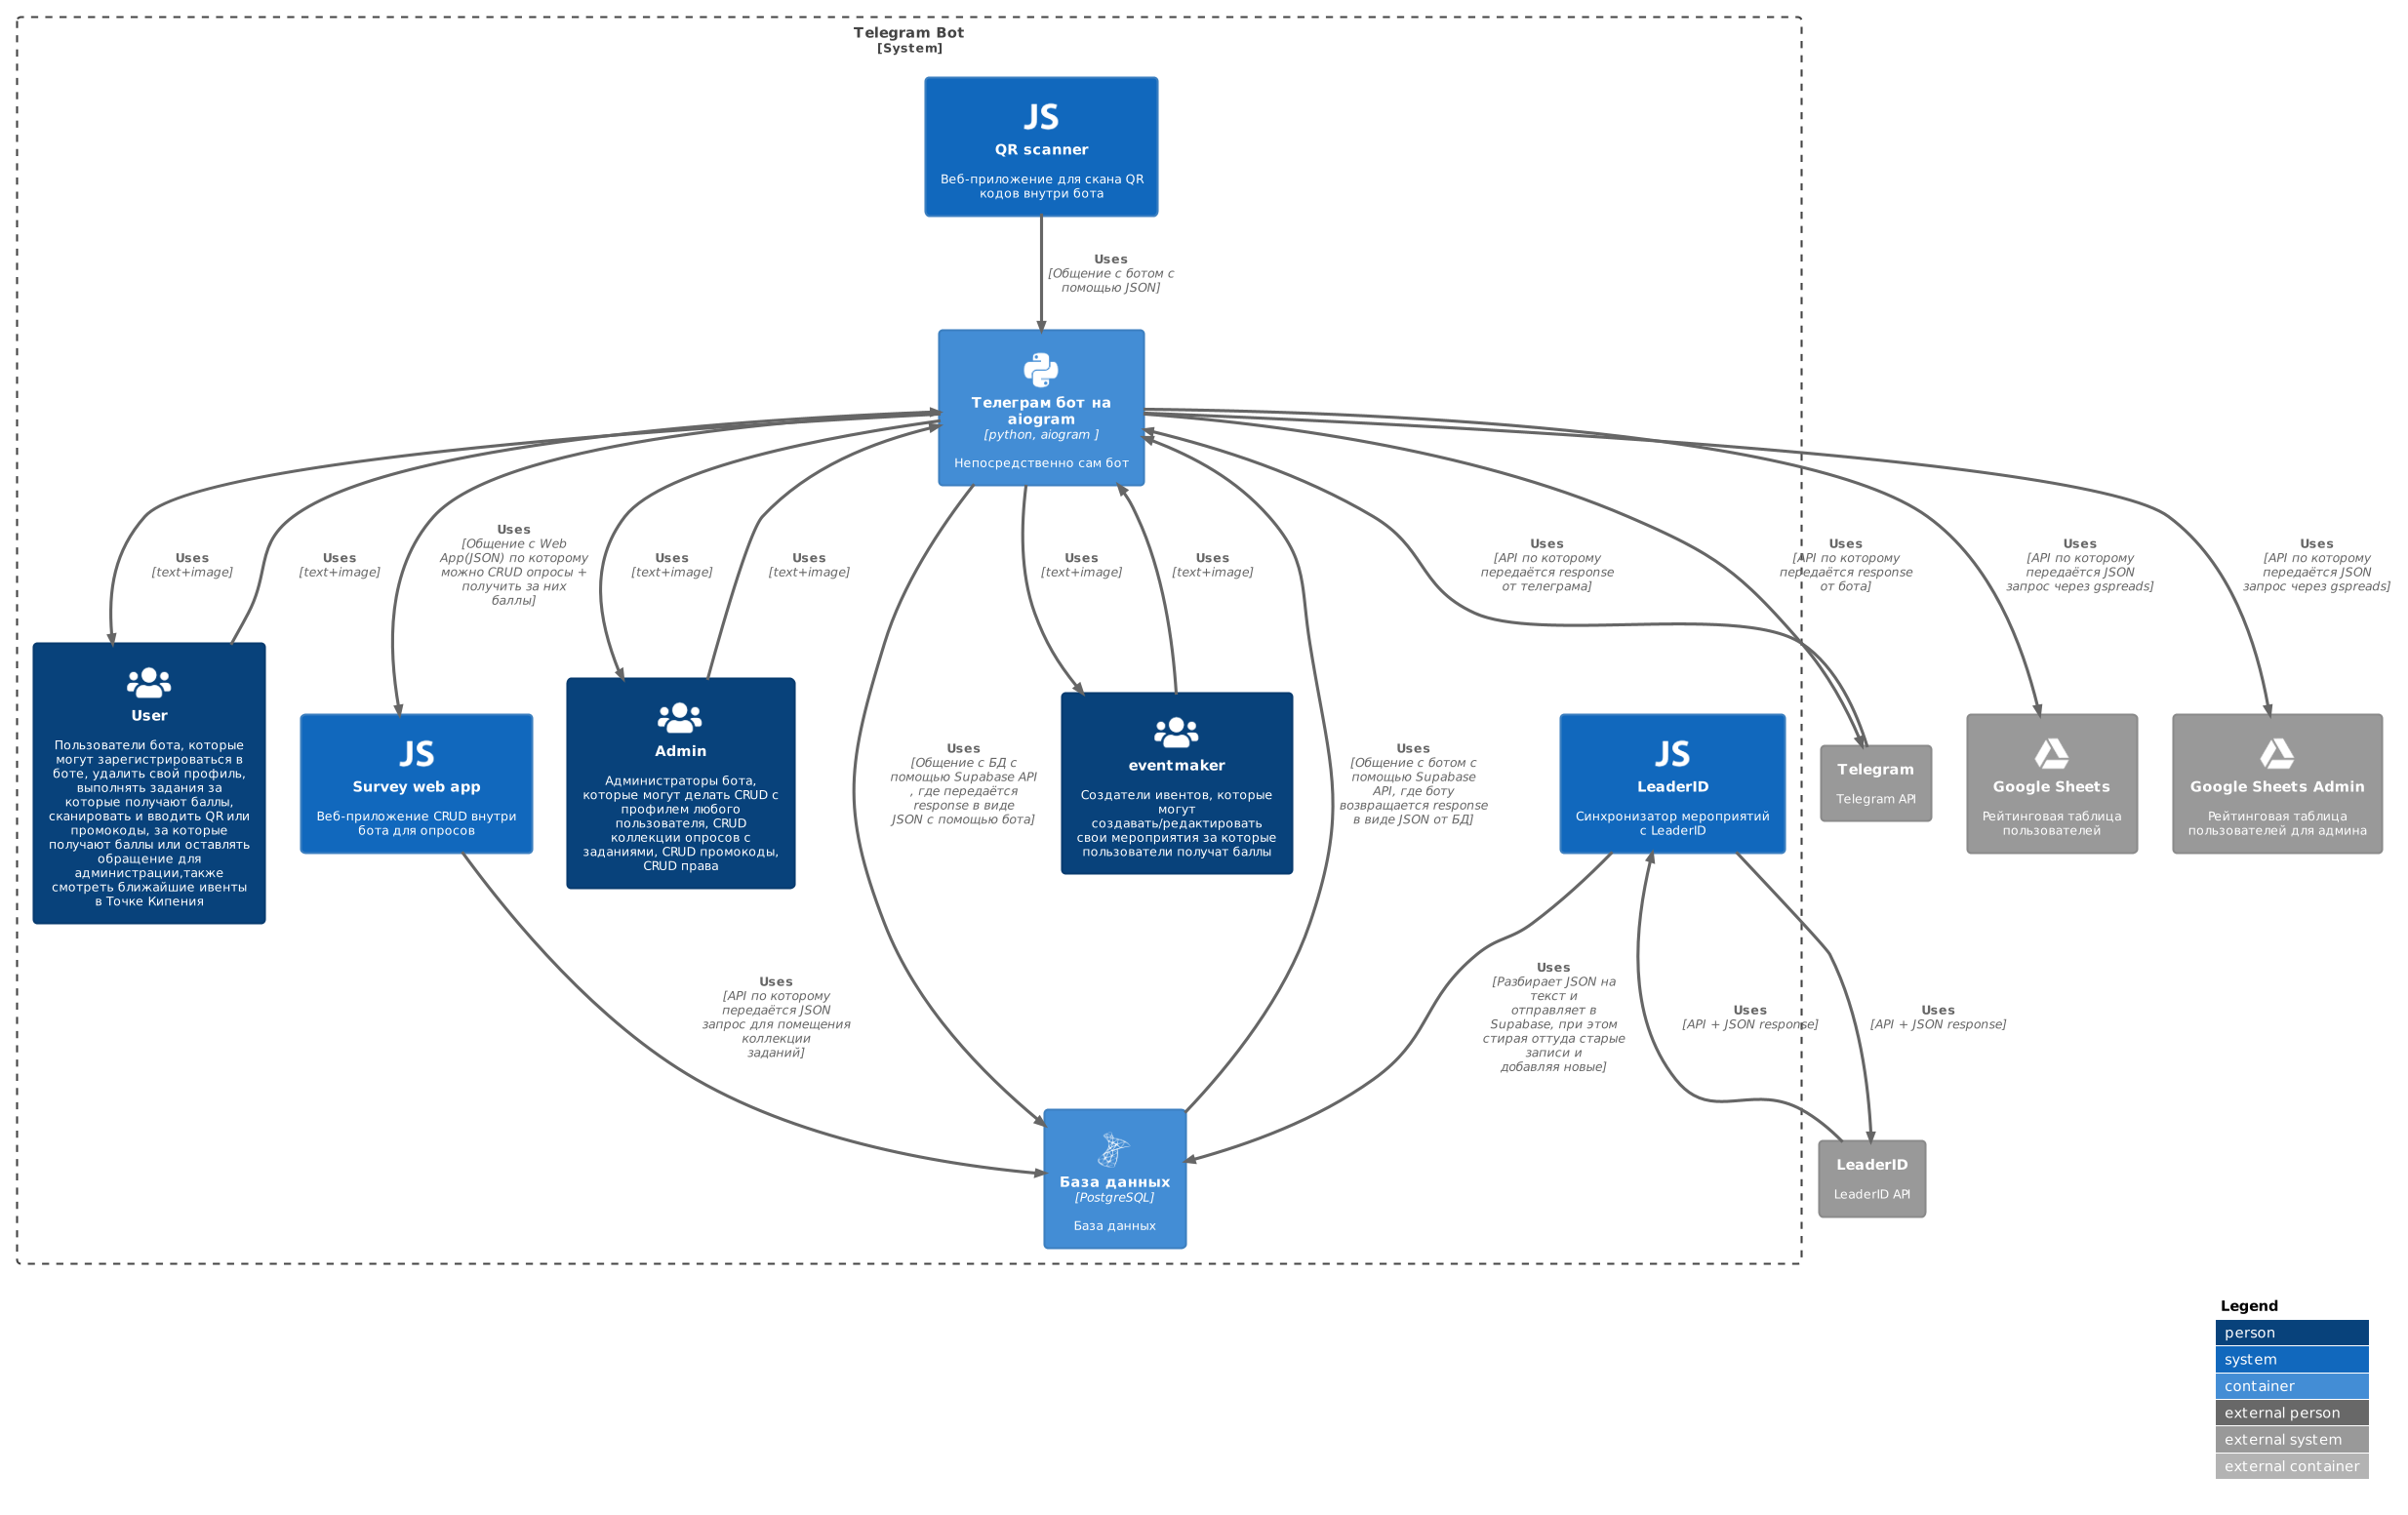 Telegram Bot
[System]
JS
QR scanner
Веб-приложение для скана QR
кодов внутри бота
Uses
[Общение с ботом с
помощью JSON]
Телеграм бот на
aiogram
[python, aiogram ]
Непосредственно сам бот
Uses
[text+image]
Uses
[text+image]
Uses
[Общение с Web
App(JSON) по которому
можно CRUD опросы +
получить за них
баллы]
Uses
[text+image]
Uses
[text+image]
Uses
[text+image]
Uses
[text+image]
Uses
[API по которому
передаётся response
от телеграма]
Uses
[API по которому
передаётся response
от бота]
Uses
[API по которому
передаётся JSON
запрос через gspreads]
Uses
[API по которому
передаётся JSON
запрос через gspreads]
User
Пользователи бота, которые
могут зарегистрироваться в
боте, удалить свой профиль,
выполнять задания за
которые получают баллы,
сканировать и вводить QR или
промокоды, за которые
получают баллы или оставлять
обращение для
администрации,также
смотреть ближайшие ивенты
в Точке Кипения
JS
Survey web app
Веб-приложение CRUD внутри
бота для опросов
Admin
Администраторы бота,
которые могут делать CRUD с
профилем любого
пользователя, CRUD
коллекции опросов с
заданиями, CRUD промокоды,
CRUD права
Uses
[Общение с БД с
помощью Supabase API
, где передаётся
response в виде
JSON с помощью бота]
eventmaker
Создатели ивентов, которые
могут
создавать/редактировать
свои мероприятия за которые
пользователи получат баллы
Uses
[Общение с ботом с
помощью Supabase
API, где боту
возвращается response
в виде JSON от БД]
JS
LeaderID
Синхронизатор мероприятий
с LeaderID
Telegram
Telegram API
Google Sheets
Рейтинговая таблица
пользователей
Google Sheets Admin
Рейтинговая таблица
пользователей для админа
Uses
[API по которому
передаётся JSON
запрос для помещения
коллекции
заданий]
Uses
[Разбирает JSON на
текст и
отправляет в
Supabase, при этом
стирая оттуда старые
записи и
добавляя новые]
Uses
[API + JSON response]
Uses
[API + JSON response]
База данных
[PostgreSQL]
База данных
LeaderID
LeaderID API
Legend
person
system
container
external person
external system
external container